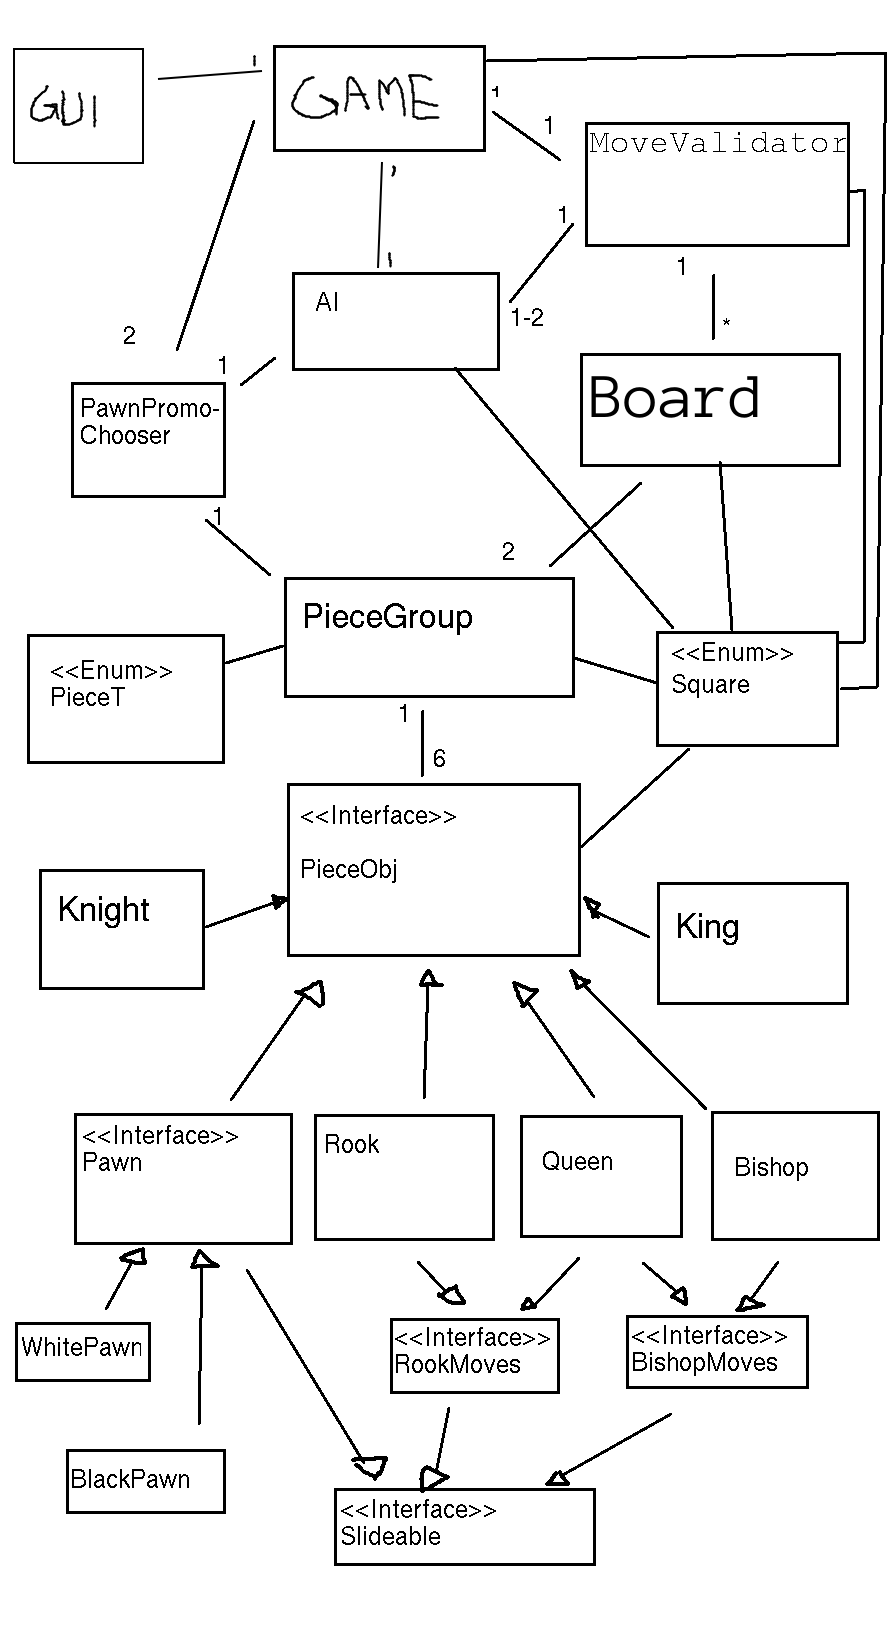 GUI
1
GAME
1
1
MoveValidator
1
1
1
1-2
1
*
AI
2
1
PawnPromo-
Chooser
Board
1
2
PieceGroup
<<Enum>>
PieceT
<<Enum>>
Square
1
6
<<Interface>>
PieceObj
Knight
King
<<Interface>>
Pawn
Rook
Queen
Bishop
WhitePawn
<<Interface>>
RookMoves
<<Interface>>
BishopMoves
BlackPawn
<<Interface>>
Slideable